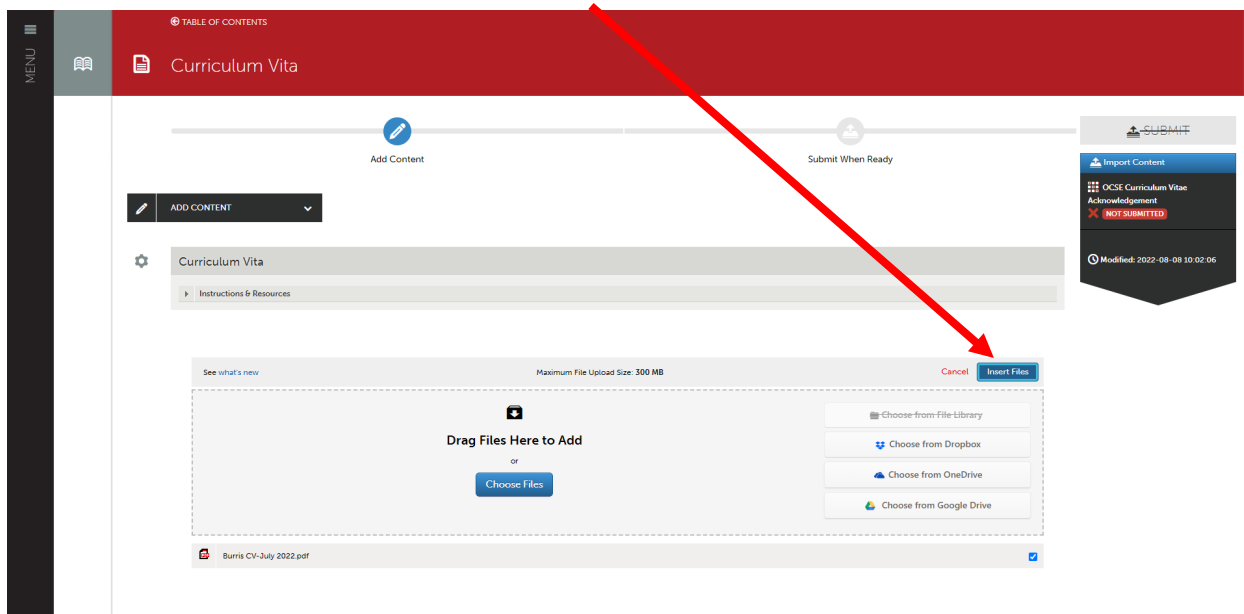 MENU
TABLE OF CONTENTS
Curriculum Vita
Add Content
Submit When Ready
SUBMIT
Import Content
OCSE Curriculum Vitae
Acknowledgement
NOT SUBMITTED
Modified: 2022-08-08 10:02:06
ADD CONTENT
Curriculum Vita
Instructions & Resources
See what's new
Maximum File Upload Size: 300 MB
Cancel
Insert Files
Drag Files Here to Add
or
Choose Files
Choose from File Library
Choose from Dropbox
Choose from OneDrive
Choose from Google Drive
Burris CV-July 2022.pdf